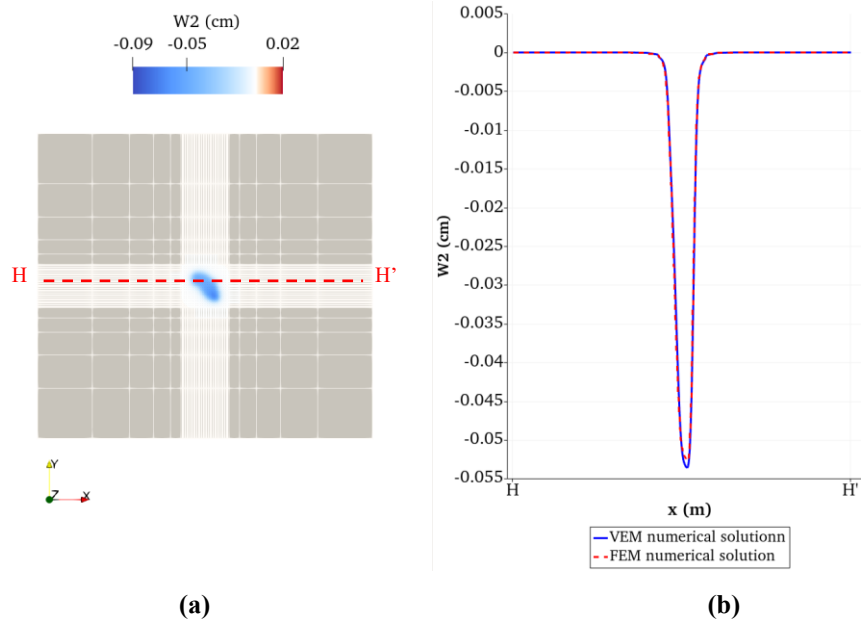 W2 (cm)
-0.09 -0.05 0.02
H H'
Y
Z X
(a)
0.005
0
-0.005
-0.01
-0.015
-0.02
-0.025
-0.03
-0.035
-0.04
-0.045
-0.05
-0.055
W2 (cm)
H H'
x (m)
VEM numerical solutionn
FEM numerical solution
(b)